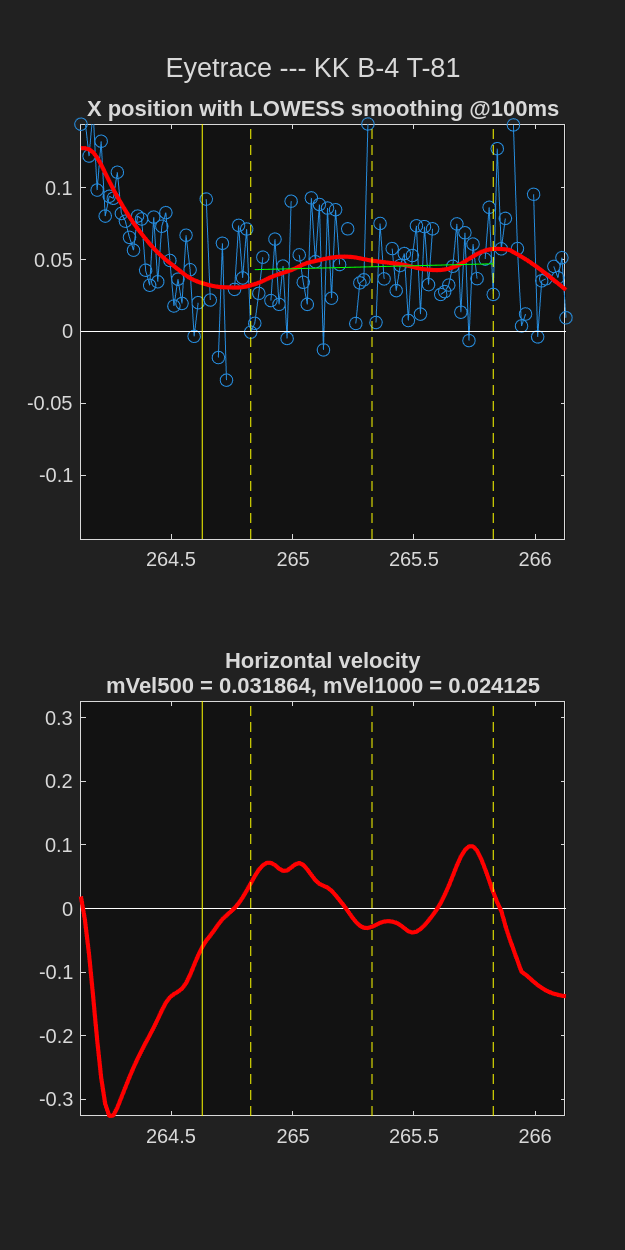 Eyetrace --- KK B-4 T-81
X position with LOWESS smoothing @100ms
0.1
0.05
0
-0.05
-0.1
264.5 265 265.5 266
Horizontal velocity
mVel500 = 0.031864, mVel1000 = 0.024125
0.3
0.2
0.1
0
-0.1
-0.2
-0.3
264.5 265 265.5 266